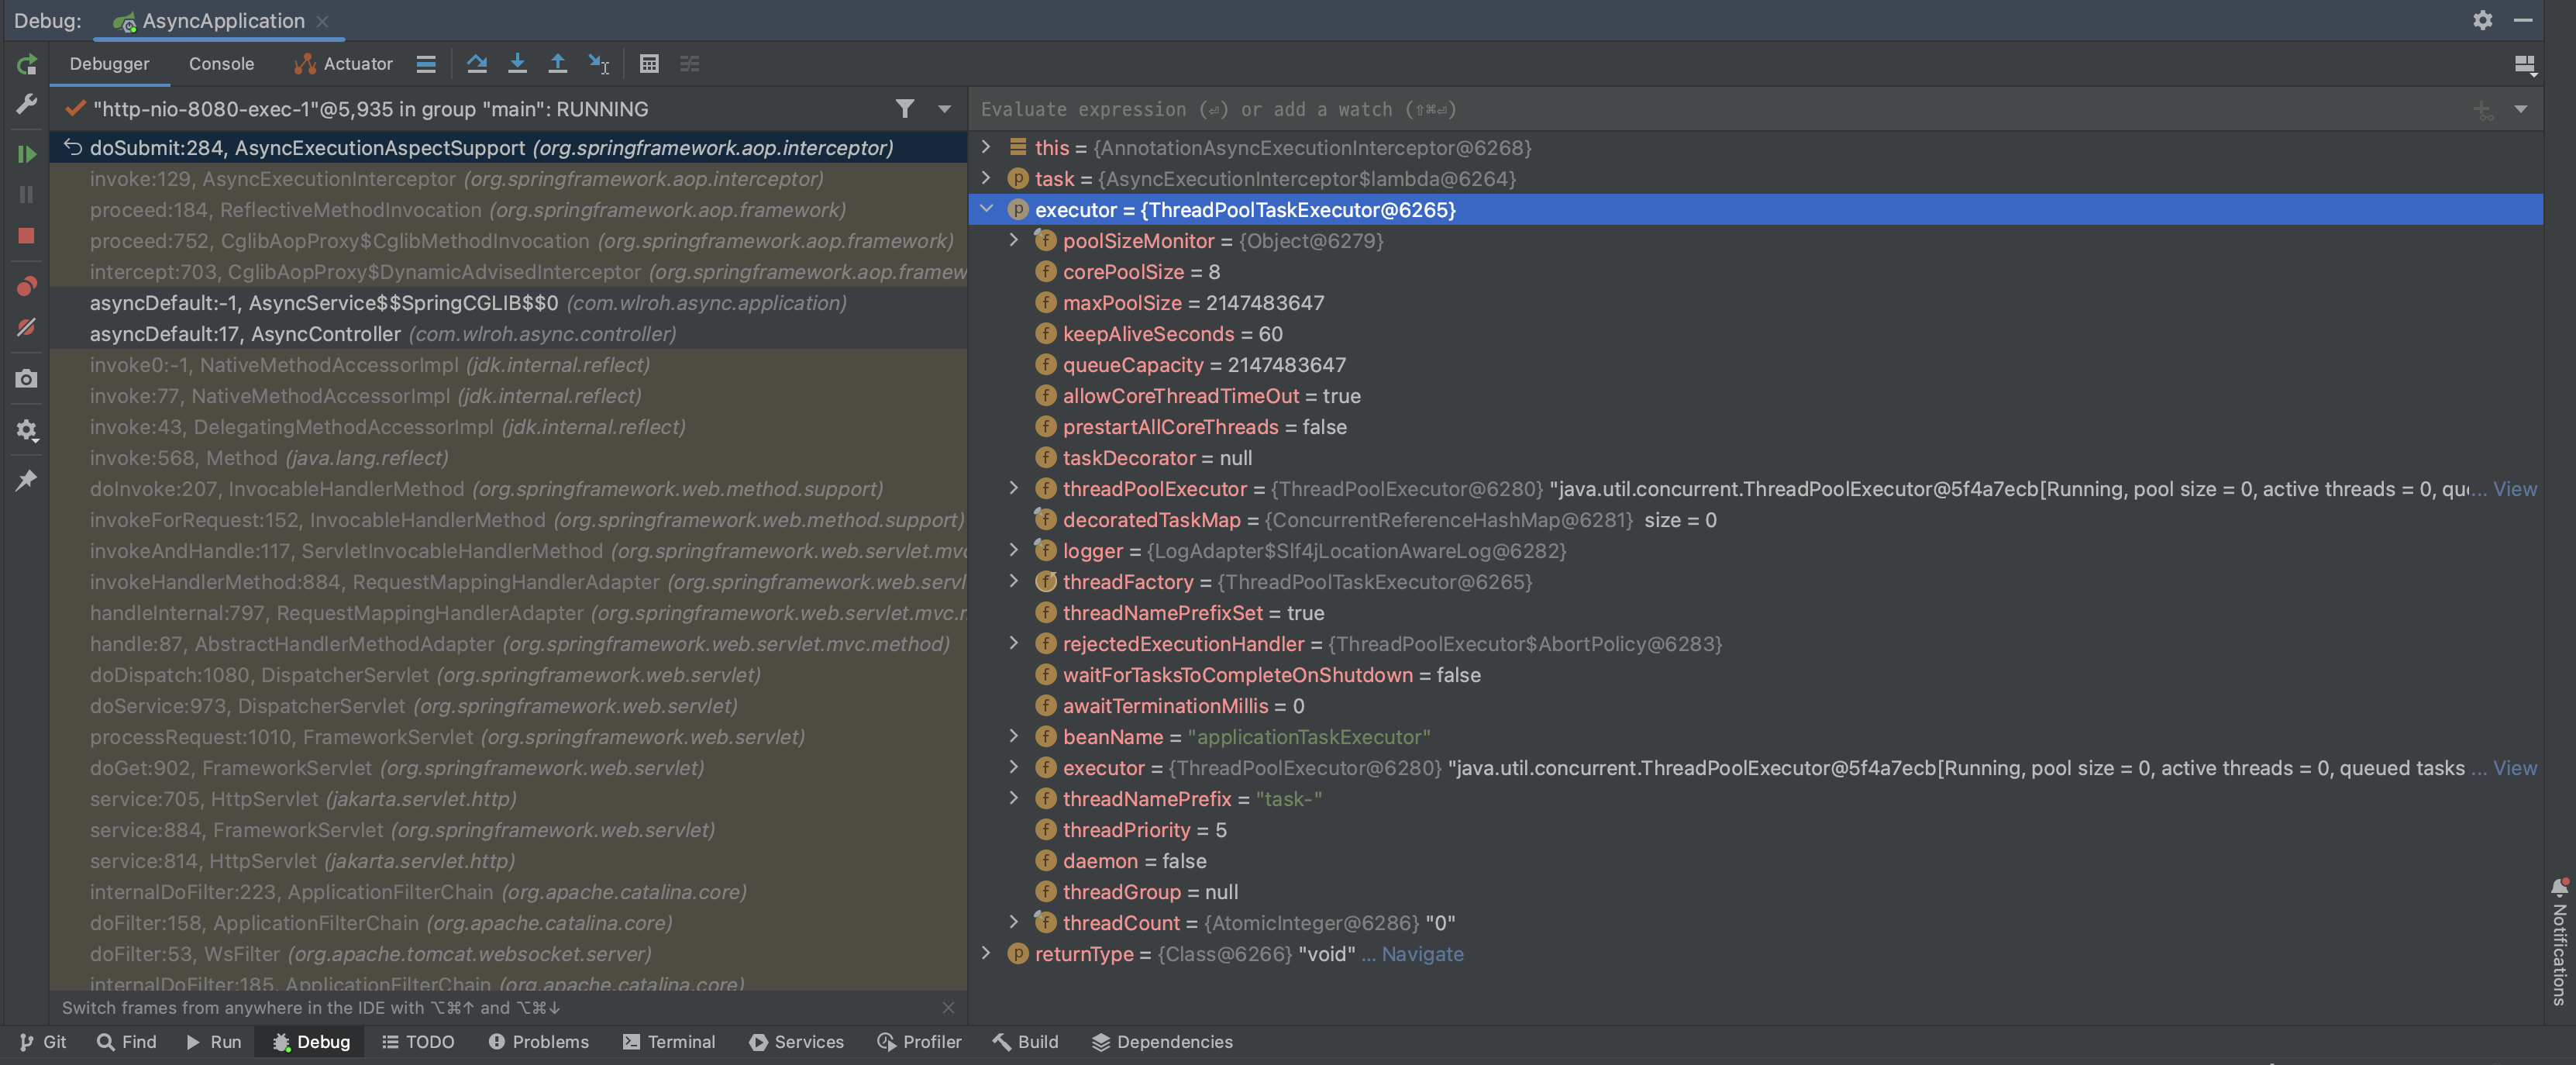 Debug: AsyncApplication
Debugger Console Actuator
"http-nio-8080-exec-1"@5,935 in group "main": RUNNING
doSubmit:284, AsyncExecutionAspectSupport (org.springframework.aop.interceptor)
invoke:129, AsyncExecutionInterceptor (org.springframework.aop.interceptor)
proceed:184, ReflectiveMethodInvocation (org.springframework.aop.framework)
proceed:752, CglibAopProxy$CglibMethodInvocation (org.springframework.aop.framework)
intercept:703, CglibAopProxy$DynamicAdvisedInterceptor (org.springframework.aop.framew
asyncDefault:-1, AsyncService$$SpringCGLIB$$0 (com.wlroh.async.application)
asyncDefault:17, AsyncController (com.wlroh.async.controller)
invoke0:-1, NativeMethodAccessorImpl (jdk.internal.reflect)
invoke:77, NativeMethodAccessorImpl (jdk.internal.reflect)
invoke:43, DelegatingMethodAccessorImpl (jdk.internal.reflect)
invoke:568, Method (java.lang.reflect)
doInvoke:207, InvocableHandlerMethod (org.springframework.web.method.support)
invokeForRequest:152, InvocableHandlerMethod (org.springframework.web.method.support)
invokeAndHandle:117, ServletInvocableHandlerMethod (org.springframework.web.servlet.mvc
invokeHandlerMethod:884, RequestMappingHandlerAdapter (org.springframework.web.servl
handleInternal:797, RequestMappingHandlerAdapter (org.springframework.web.servlet.mvc.r
handle:87, AbstractHandlerMethodAdapter (org.springframework.web.servlet.mvc.method)
doDispatch:1080, DispatcherServlet (org.springframework.web.servlet)
doService:973, DispatcherServlet (org.springframework.web.servlet)
processRequest:1010, FrameworkServlet (org.springframework.web.servlet)
doGet:902, FrameworkServlet (org.springframework.web.servlet)
service:705, HttpServlet (jakarta.servlet.http)
service:884, FrameworkServlet (org.springframework.web.servlet)
service:814, HttpServlet (jakarta.servlet.http)
internalDoFilter:223, ApplicationFilterChain (org.apache.catalina.core)
doFilter:158, ApplicationFilterChain (org.apache.catalina.core)
doFilter:53, WsFilter (org.apache.tomcat.websocket.server)
internalDoFilter:185, ApplicationFilterChain (org.apache.catalina.core)
Switch frames from anywhere in the IDE with ⌥⌘↑ and ⌥⌘↓
Evaluate expression (⏎) or add a watch (⇧⌘⏎)
this = {AnnotationAsyncExecutionInterceptor@6268}
task = {AsyncExecutionInterceptor$lambda@6264}
executor = {ThreadPoolTaskExecutor@6265}
poolSizeMonitor = {Object@6279}
corePoolSize = 8
maxPoolSize = 2147483647
keepAliveSeconds = 60
queueCapacity = 2147483647
allowCoreThreadTimeOut = true
prestartAllCoreThreads = false
taskDecorator = null
threadPoolExecutor = {ThreadPoolExecutor@6280} "java.util.concurrent.ThreadPoolExecutor@5f4a7ecb[Running, pool size = 0, active threads = 0, qu... View
decoratedTaskMap = {ConcurrentReferenceHashMap@6281} size = 0
logger = {LogAdapter$Slf4jLocationAwareLog@6282}
threadFactory = {ThreadPoolTaskExecutor@6265}
threadNamePrefixSet = true
rejectedExecutionHandler = {ThreadPoolExecutor$AbortPolicy@6283}
waitForTasksToCompleteOnShutdown = false
awaitTerminationMillis = 0
beanName = "applicationTaskExecutor"
executor = {ThreadPoolExecutor@6280} "java.util.concurrent.ThreadPoolExecutor@5f4a7ecb[Running, pool size = 0, active threads = 0, queued tasks ... View
threadNamePrefix = "task-"
threadPriority = 5
daemon = false
threadGroup = null
threadCount = {AtomicInteger@6286} "0"
returnType = {Class@6266} "void" ... Navigate
Notifications
Git Find Run Debug TODO Problems Terminal Services Profiler Build Dependencies